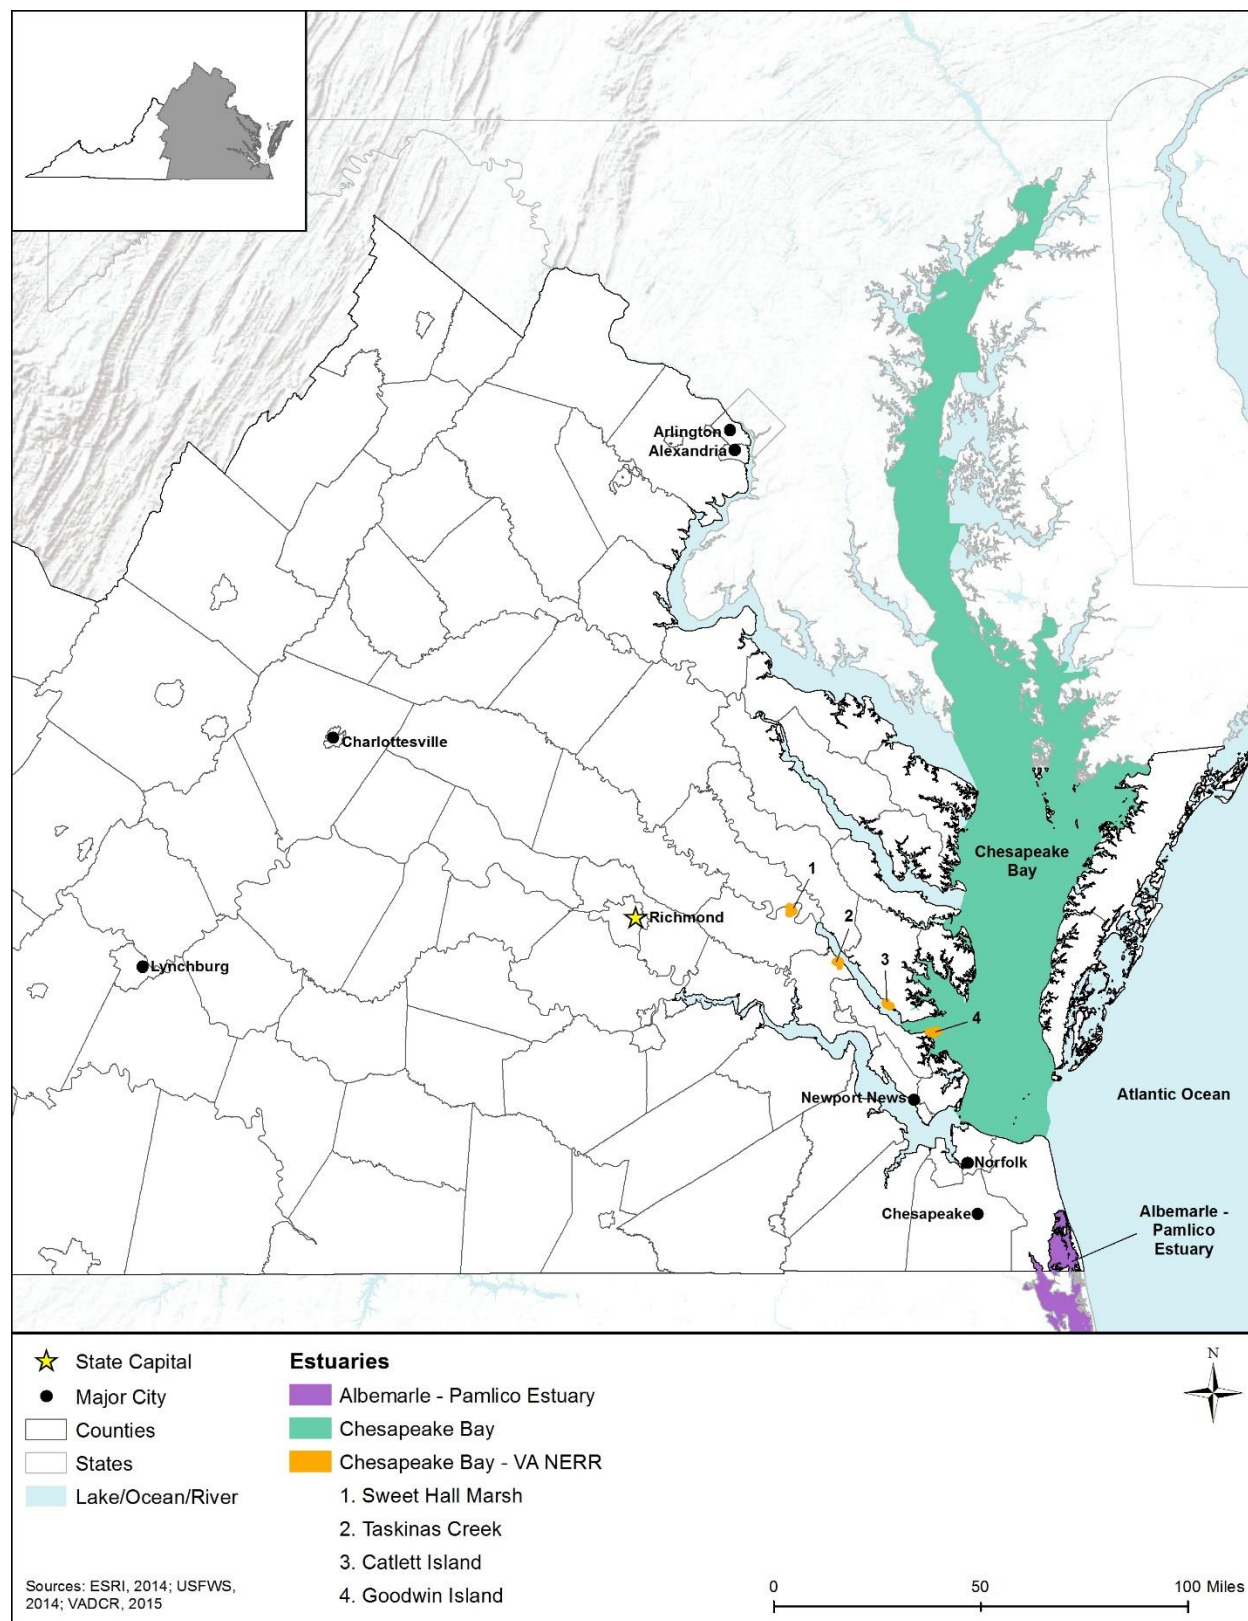 Arlington
Alexandria
Charlottesville
Chesapeake
Bay
1
Richmond
2
Lynchburg
3
4
Newport News
Atlantic Ocean
Norfolk
Chesapeake
Albemarle -
Pamlico
Estuary
State Capital
Major City
Counties
States
Lake/Ocean/River
Sources: ESRI, 2014; USFWS,
2014; VADCR, 2015
Estuaries
Albemarle - Pamlico Estuary
Chesapeake Bay
Chesapeake Bay - VA NERR
1. Sweet Hall Marsh
2. Taskinas Creek
3. Catlett Island
4. Goodwin Island
N
0 50 100 Miles